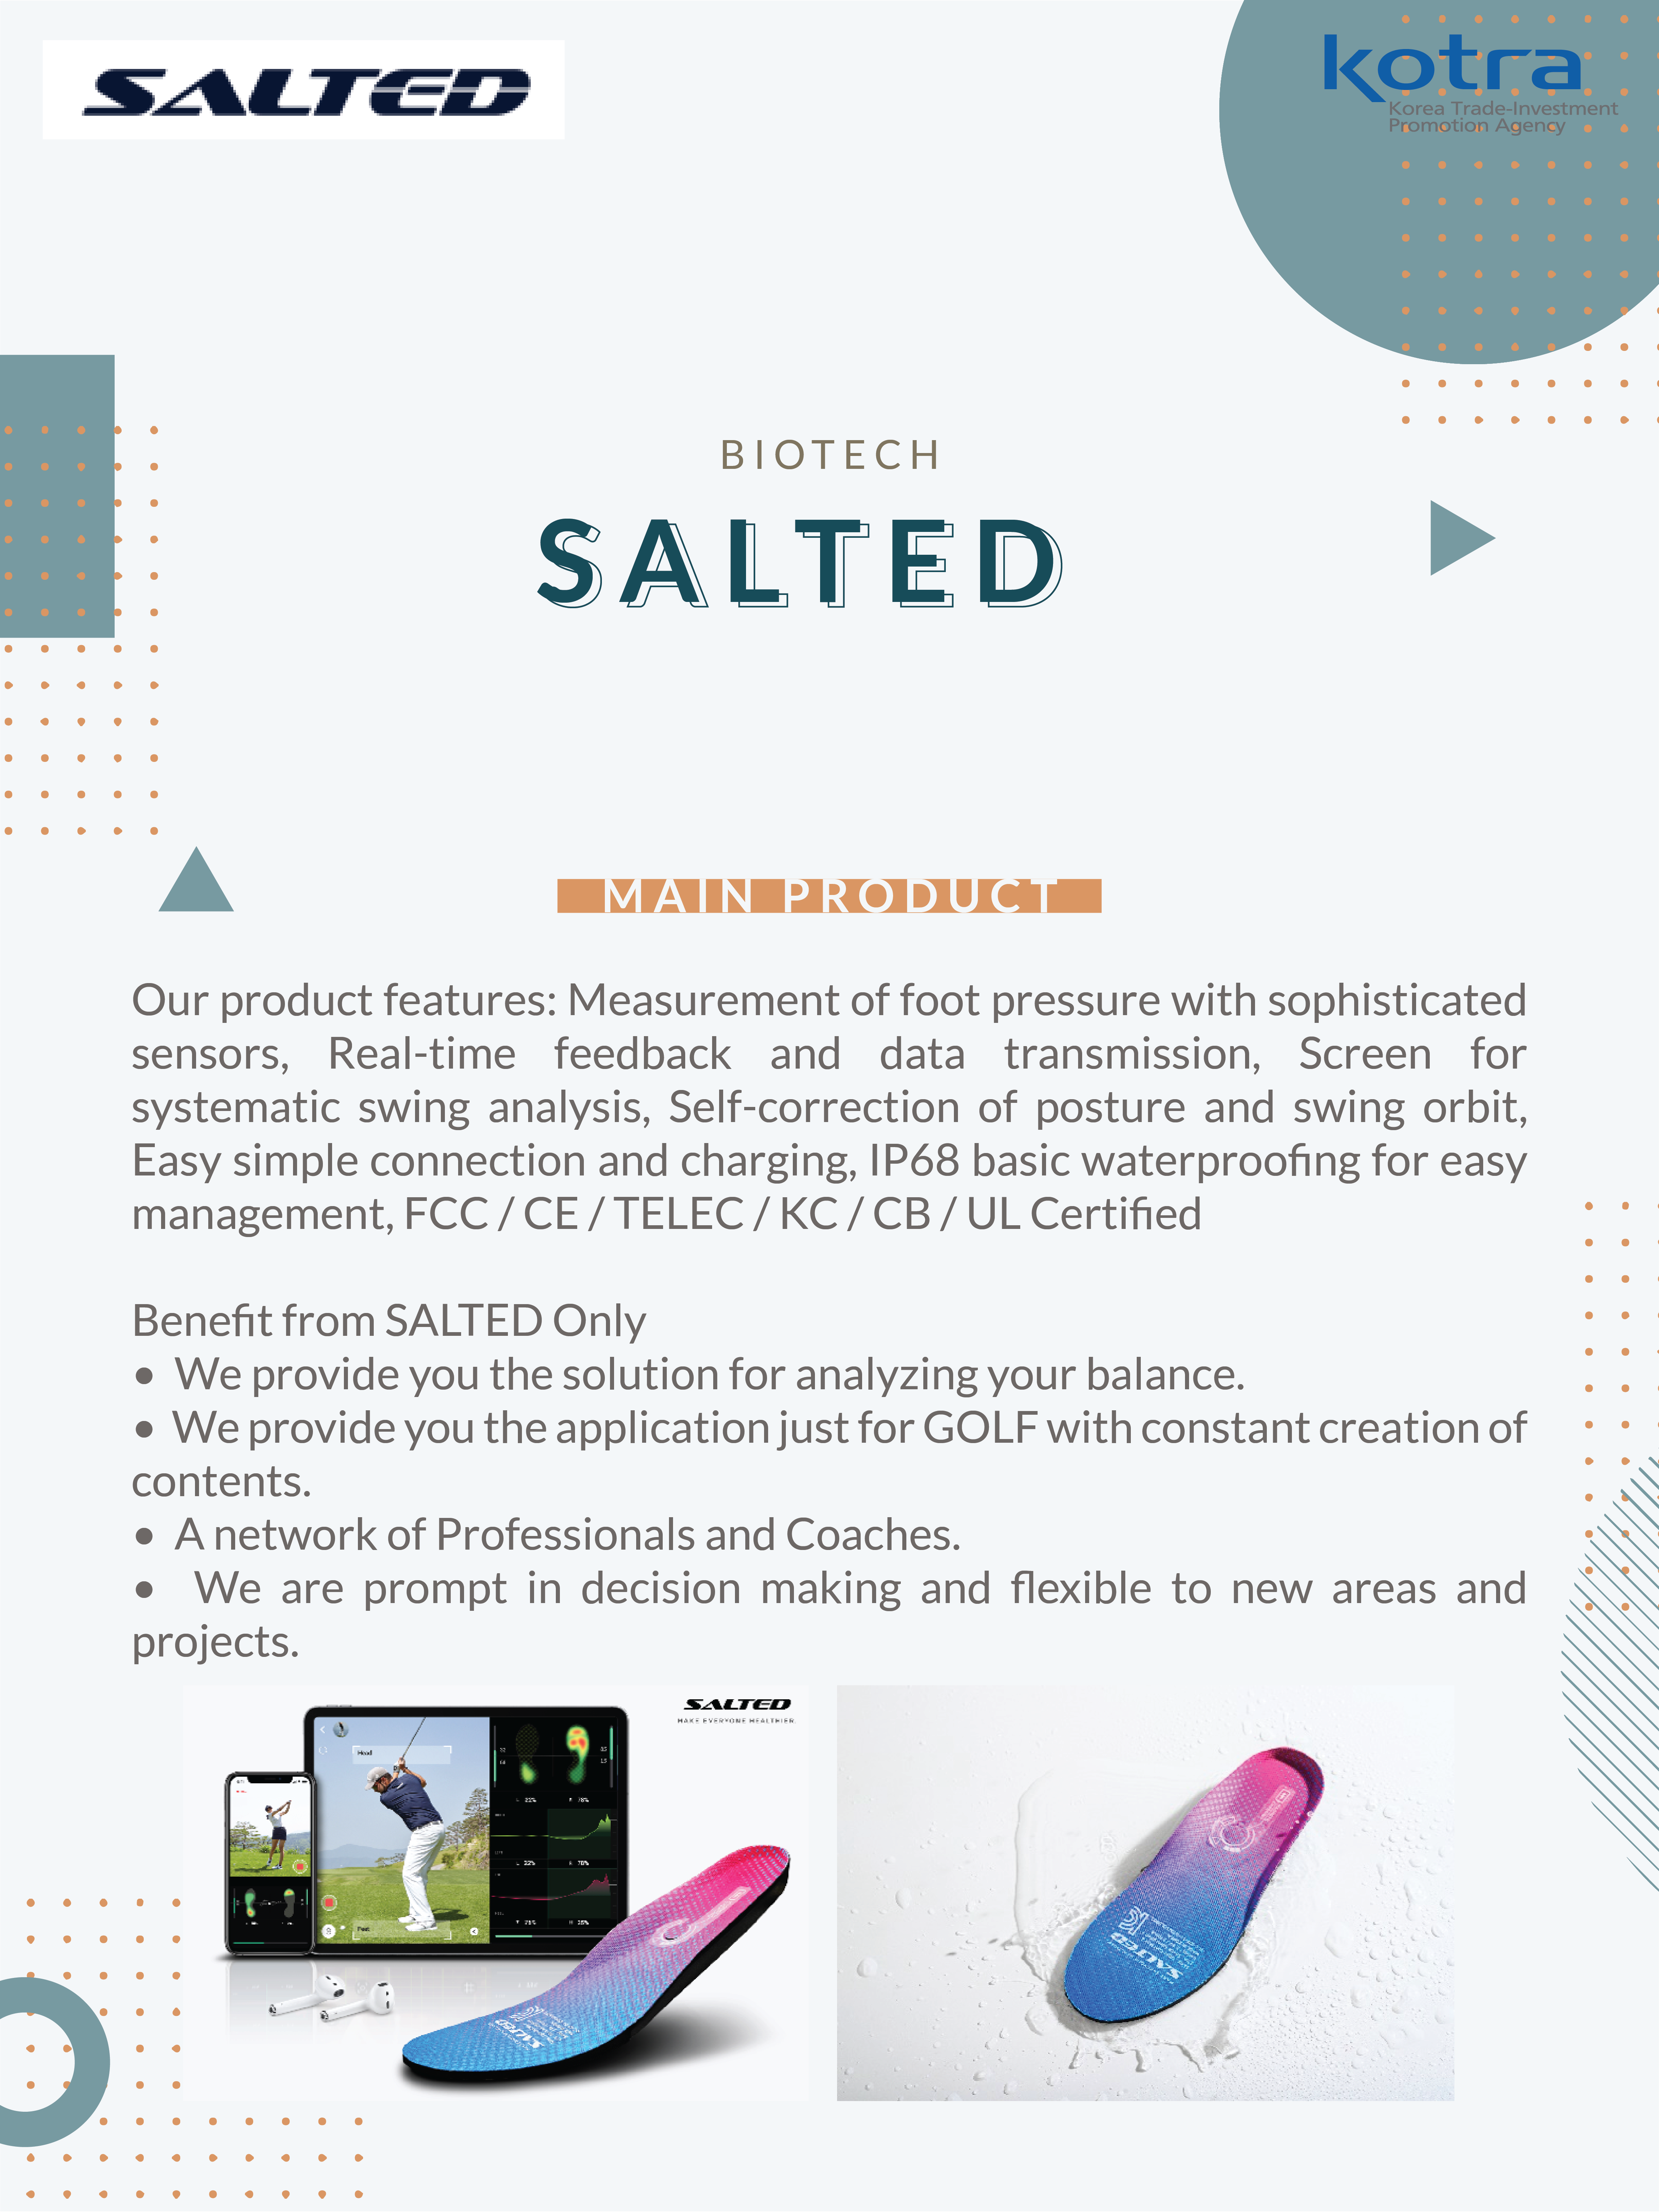 SALTED
kotra
Korea Trade-Investment
Promotion Agency
BIOTECH
SALTED
MAIN PRODUCT
Our product features: Measurement of foot pressure with sophisticated
sensors, Real-time feedback and data transmission, Screen for
systematic swing analysis, Self-correction of posture and swing orbit,
Easy simple connection and charging, IP68 basic waterproofing for easy
management, FCC / CE / TELEC / KC / CB / UL Certified
Benefit from SALTED Only
• We provide you the solution for analyzing your balance.
• We provide you the application just for GOLF with constant creation of
contents.
• A network of Professionals and Coaches.
• We are prompt in decision making and flexible to new areas and
projects.
SALTED
MAKE EVERYONE HEALTHIER
Head
Feet
SALTED
SALTED